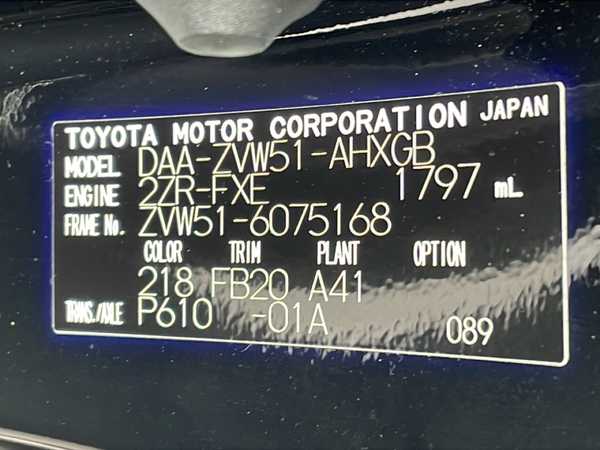 TOYOTA MOTOR CORPORATION JAPAN
MODEL DAA-ZVW51-AHXGB
ENGINE 2ZR-FXE 1797 mL
FRAME No. ZVW51-6075168
COLOR TRIM PLANT OPTION
218 FB20 A41
TRANS./AXLE P610 -01A 089